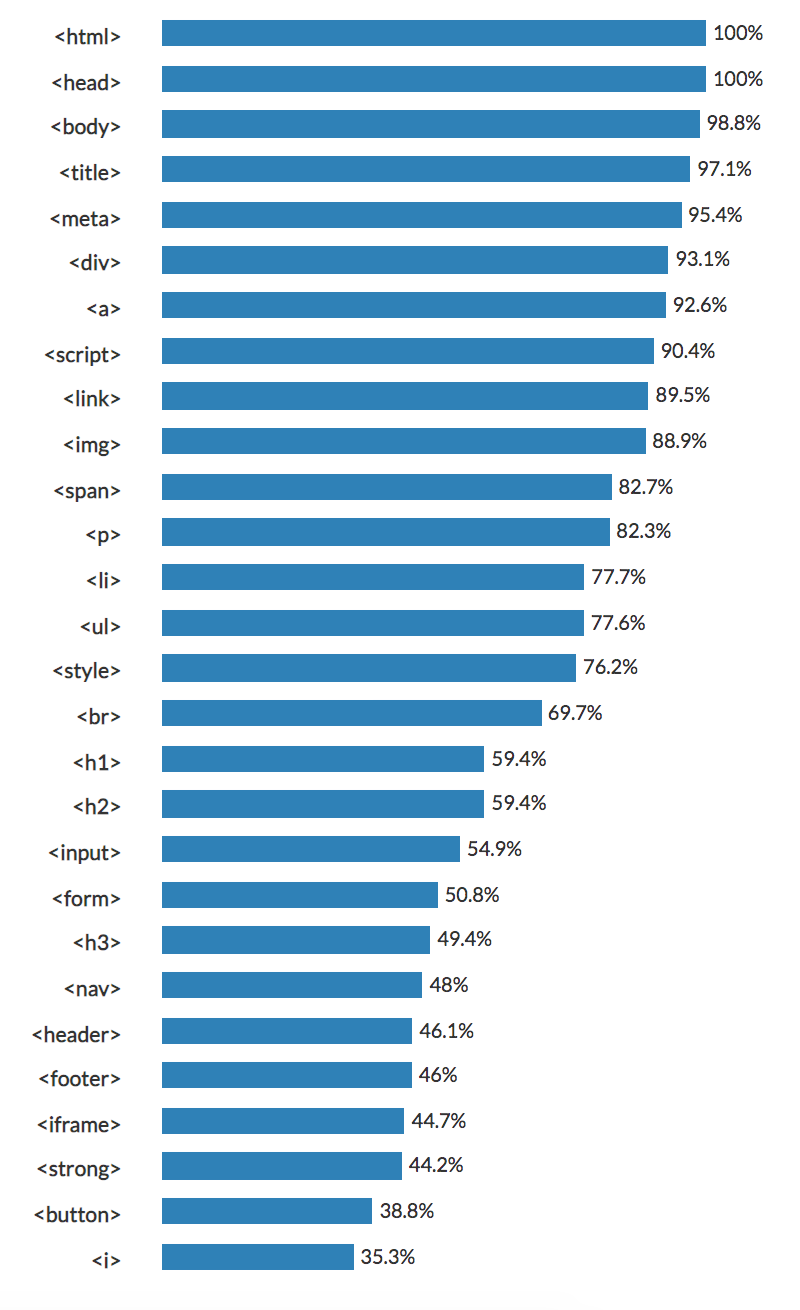 <html> 100%
<head> 100%
<body> 98.8%
<title> 97.1%
<meta> 95.4%
<div> 93.1%
<a> 92.6%
<script> 90.4%
<link> 89.5%
<img> 88.9%
<span> 82.7%
<p> 82.3%
<li> 77.7%
<ul> 77.6%
<style> 76.2%
<br> 69.7%
<h1> 59.4%
<h2> 59.4%
<input> 54.9%
<form> 50.8%
<h3> 49.4%
<nav> 48%
<header> 46.1%
<footer> 46%
<iframe> 44.7%
<strong> 44.2%
<button> 38.8%
<i> 35.3%